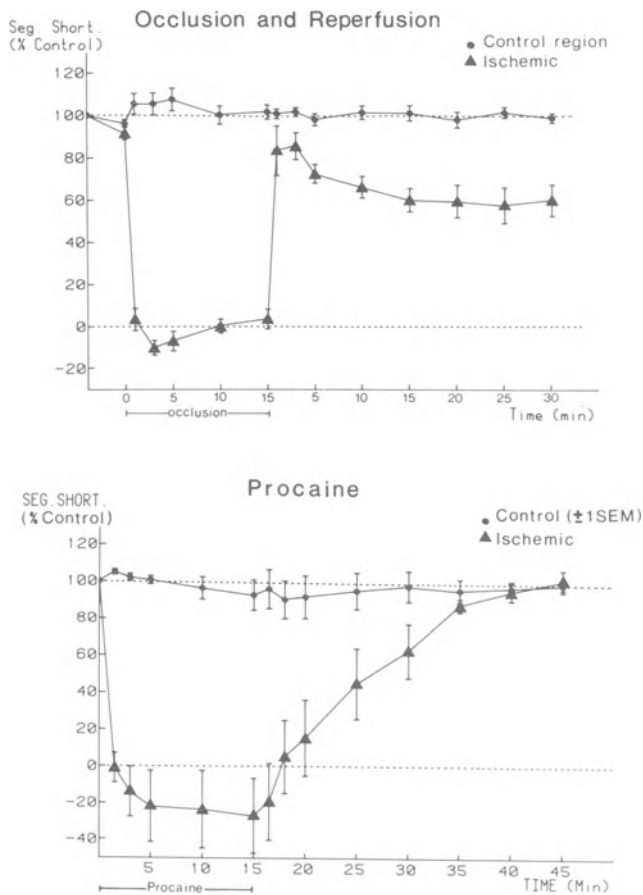 Occlusion and Reperfusion
Seg. Short.
(% Control)
Control region
Ischemic
120
100
80
60
40
20
0
-20
0 5 10 15 5 10 15 20 25 30
occlusion
Time (min)
Procaine
SEG.SHORT.
(% Control)
Control (±1SEM)
Ischemic
120
100
80
60
40
20
0
-20
-40
5 10 15 20 25 30 35 40 45
Procaine
TIME (Min)